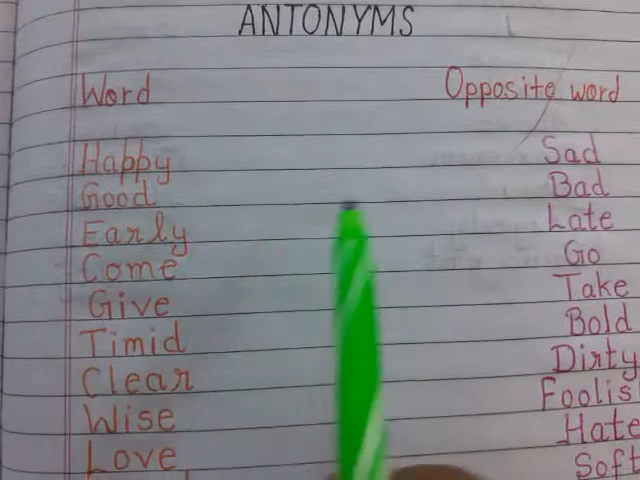 ANTONYMS
Word Opposite word
Happy Sad
Good Bad
Early Late
Come Go
Give Take
Timid Bold
Clear Dirty
Wise Foolis
Love Hate
Soft